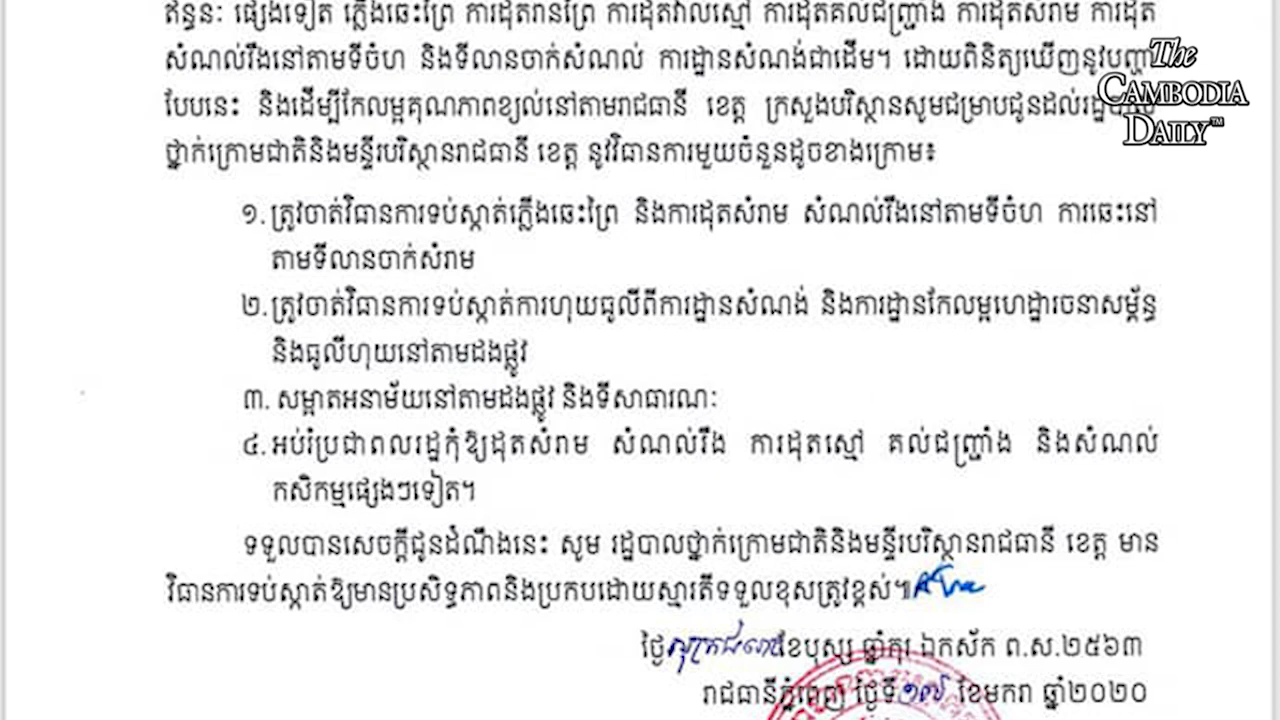 ឥន្ធនៈ ផ្សេងទៀត ភ្លើងឆេះព្រៃ ការដុតរានព្រៃ ការដុតវាលស្មៅ ការដុតគល់ជញ្ជ្រាំង ការដុតសំរាម ការដុត
សំណល់រឹងនៅតាមទីចំហ និងទីលានចាក់សំណល់ ការដ្ឋានសំណង់ជាដើម។ ដោយពិនិត្យឃើញនូវបញ្ហា
បែបនេះ និងដើម្បីកែលម្អគុណភាពខ្យល់នៅតាមរាជធានី ខេត្ត ក្រសួងបរិស្ថានសូមជម្រាបជូនដល់រដ្ឋបាល
ថ្នាក់ក្រោមជាតិនិងមន្ទីរបរិស្ថានរាជធានី ខេត្ត នូវវិធានការមួយចំនួនដូចខាងក្រោម៖
The
CAMBODIA
DAILY™
១. ត្រូវចាត់វិធានការទប់ស្កាត់ភ្លើងឆេះព្រៃ និងការដុតសំរាម សំណល់រឹងនៅតាមទីចំហ ការឆេះនៅ
តាមទីលានចាក់សំរាម
២. ត្រូវចាត់វិធានការទប់ស្កាត់ការហុយធូលីពីការដ្ឋានសំណង់ និងការដ្ឋានកែលម្អហេដ្ឋារចនាសម្ព័ន្ធ
និងធូលីហុយនៅតាមដងផ្លូវ
៣. សម្អាតអនាម័យនៅតាមដងផ្លូវ និងទីសាធារណៈ
៤. អប់រំប្រជាពលរដ្ឋកុំឱ្យដុតសំរាម សំណល់រឹង ការដុតស្មៅ គល់ជញ្ជ្រាំង និងសំណល់
កសិកម្មផ្សេងៗទៀត។
ទទួលបានសេចក្តីជូនដំណឹងនេះ សូម រដ្ឋបាលថ្នាក់ក្រោមជាតិនិងមន្ទីរបរិស្ថានរាជធានី ខេត្ត មាន
វិធានការទប់ស្កាត់ឱ្យមានប្រសិទ្ធភាពនិងប្រកបដោយស្មារតីទទួលខុសត្រូវខ្ពស់៕
ថ្ងៃ ខែបុស្ស ឆ្នាំកុរ ឯកស័ក ព.ស.២៥៦៣
រាជធានីភ្នំពេញ ថ្ងៃទី១៧ ខែមករា ឆ្នាំ២០២០